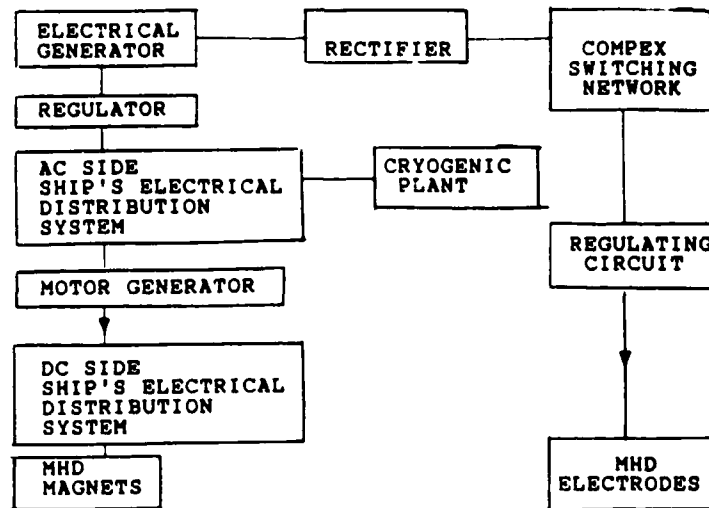 ELECTRICAL
GENERATOR
RECTIFIER
COMPEX
SWITCHING
NETWORK
REGULATOR
AC SIDE
SHIP'S ELECTRICAL
DISTRIBUTION
SYSTEM
CRYOGENIC
PLANT
REGULATING
CIRCUIT
MOTOR GENERATOR
DC SIDE
SHIP'S ELECTRICAL
DISTRIBUTION
SYSTEM
MHD
MAGNETS
MHD
ELECTRODES